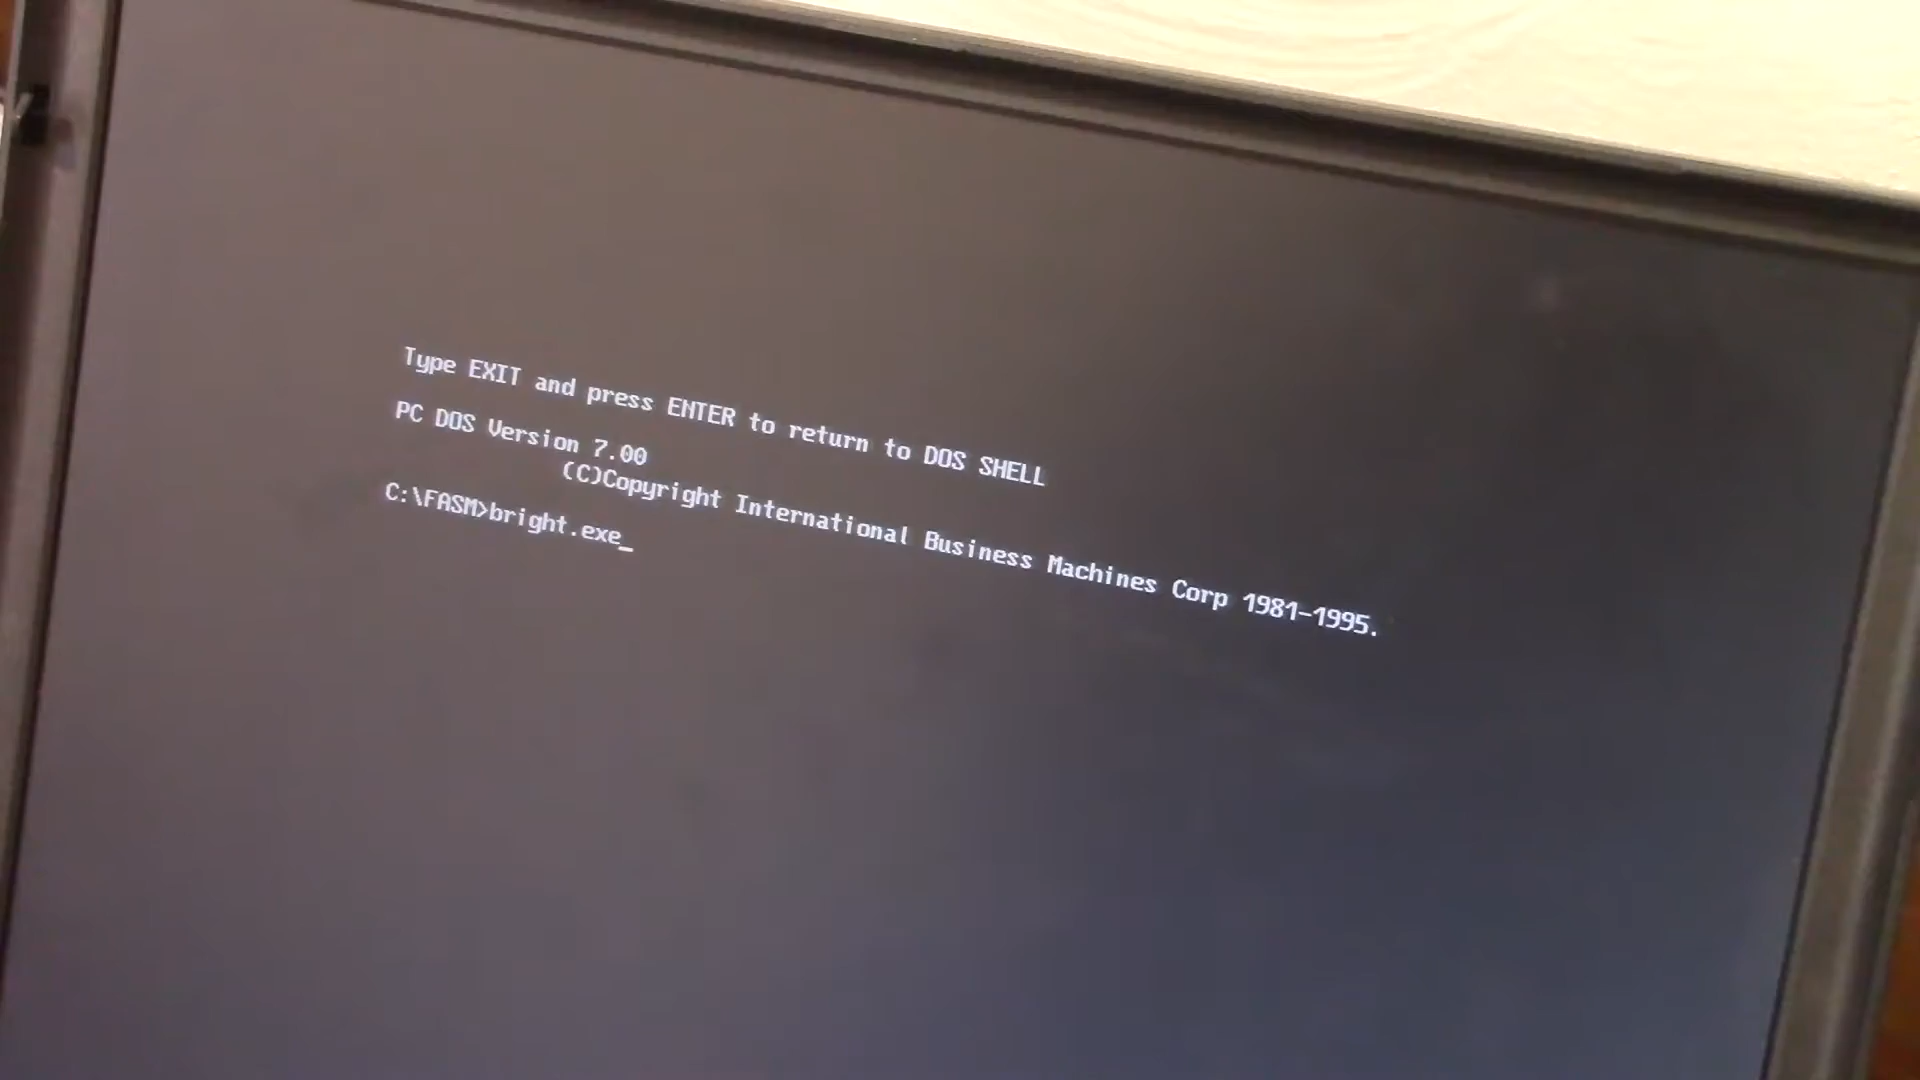 Type EXIT and press ENTER to return to DOS SHELL
PC DOS Version 7.00
(C)Copyright International Business Machines Corp 1981-1995.
C:\FASM>bright.exe_